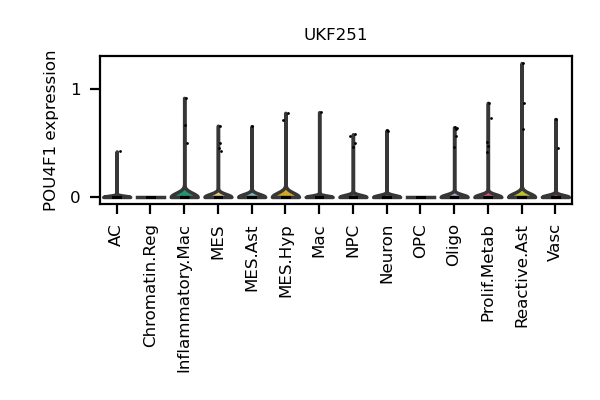 UKF251
POU4F1 expression
1
0
AC
Chromatin.Reg
Inflammatory.Mac
MES
MES.Ast
MES.Hyp
Mac
NPC
Neuron
OPC
Oligo
Prolif.Metab
Reactive.Ast
Vasc